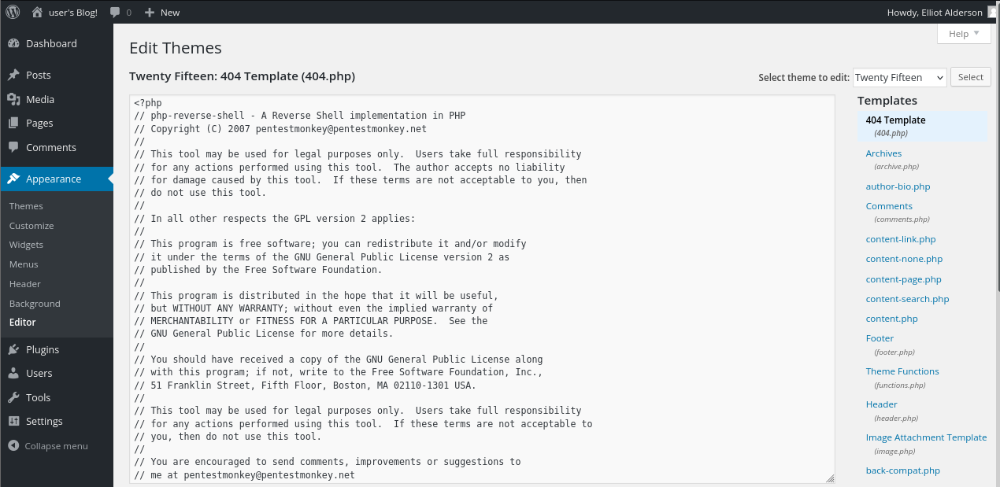 user's Blog! 0 New Howdy, Elliot Alderson
Dashboard
Posts
Media
Pages
Comments
Appearance
Themes
Customize
Widgets
Menus
Header
Background
Editor
Plugins
Users
Tools
Settings
Collapse menu
Help
Edit Themes
Twenty Fifteen: 404 Template (404.php)
Select theme to edit: Twenty Fifteen Select
<?php
// php-reverse-shell - A Reverse Shell implementation in PHP
// Copyright (C) 2007 pentestmonkey@pentestmonkey.net
//
// This tool may be used for legal purposes only.  Users take full responsibility
// for any actions performed using this tool.  The author accepts no liability
// for damage caused by this tool.  If these terms are not acceptable to you, then
// do not use this tool.
//
// In all other respects the GPL version 2 applies:
//
// This program is free software; you can redistribute it and/or modify
// it under the terms of the GNU General Public License version 2 as
// published by the Free Software Foundation.
//
// This program is distributed in the hope that it will be useful,
// but WITHOUT ANY WARRANTY; without even the implied warranty of
// MERCHANTABILITY or FITNESS FOR A PARTICULAR PURPOSE.  See the
// GNU General Public License for more details.
//
// You should have received a copy of the GNU General Public License along
// with this program; if not, write to the Free Software Foundation, Inc.,
// 51 Franklin Street, Fifth Floor, Boston, MA 02110-1301 USA.
//
// This tool may be used for legal purposes only.  Users take full responsibility
// for any actions performed using this tool.  If these terms are not acceptable to
// you, then do not use this tool.
//
// You are encouraged to send comments, improvements or suggestions to
// me at pentestmonkey@pentestmonkey.net
Templates
404 Template
(404.php)
Archives
(archive.php)
author-bio.php
Comments
(comments.php)
content-link.php
content-none.php
content-page.php
content-search.php
content.php
Footer
(footer.php)
Theme Functions
(functions.php)
Header
(header.php)
Image Attachment Template
(image.php)
back-compat.php